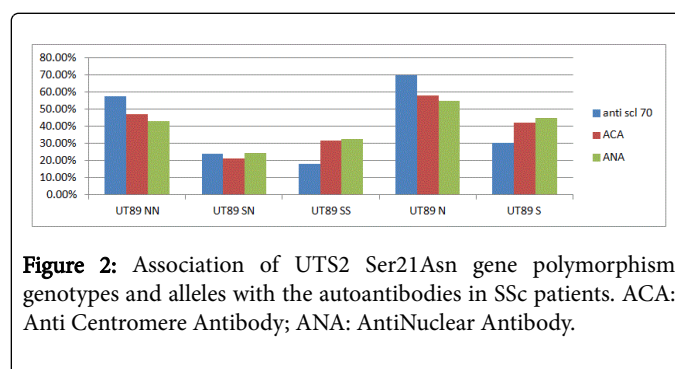 80.00%
70.00%
60.00%
50.00%
40.00%
30.00%
20.00%
10.00%
0.00%
UT89 NN
UT89 SN
UT89 SS
UT89 N
UT89 S
anti scl 70
ACA
ANA
Figure 2: Association of UTS2 Ser21Asn gene polymorphism
genotypes and alleles with the autoantibodies in SSc patients. ACA:
Anti Centromere Antibody; ANA: AntiNuclear Antibody.